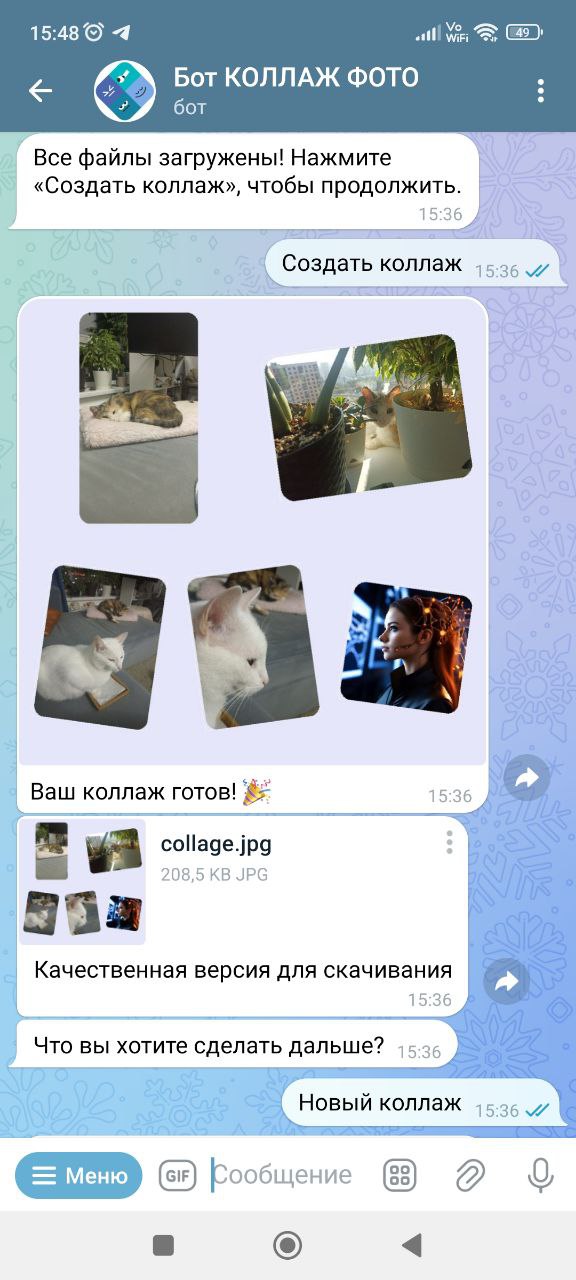 15:48
Vo
WiFi
49
Бот КОЛЛАЖ ФОТО
бот
Все файлы загружены! Нажмите
«Создать коллаж», чтобы продолжить.
15:36
Создать коллаж 15:36
Ваш коллаж готов!🎉
15:36
collage.jpg
208,5 KB JPG
Качественная версия для скачивания
15:36
Что вы хотите сделать дальше? 15:36
Новый коллаж 15:36
Меню
GIF
Сообщение